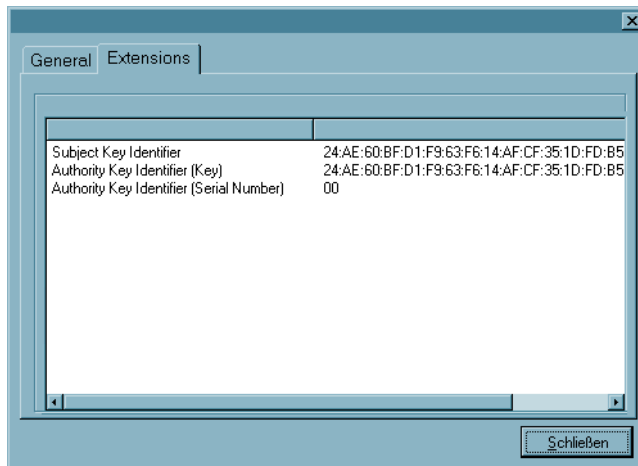 General Extensions
Subject Key Identifier 24:AE:60:BF:D1:F9:63:F6:14:AF:CF:35:1D:FD:B5
Authority Key Identifier (Key) 24:AE:60:BF:D1:F9:63:F6:14:AF:CF:35:1D:FD:B5
Authority Key Identifier (Serial Number) 00
Schließen